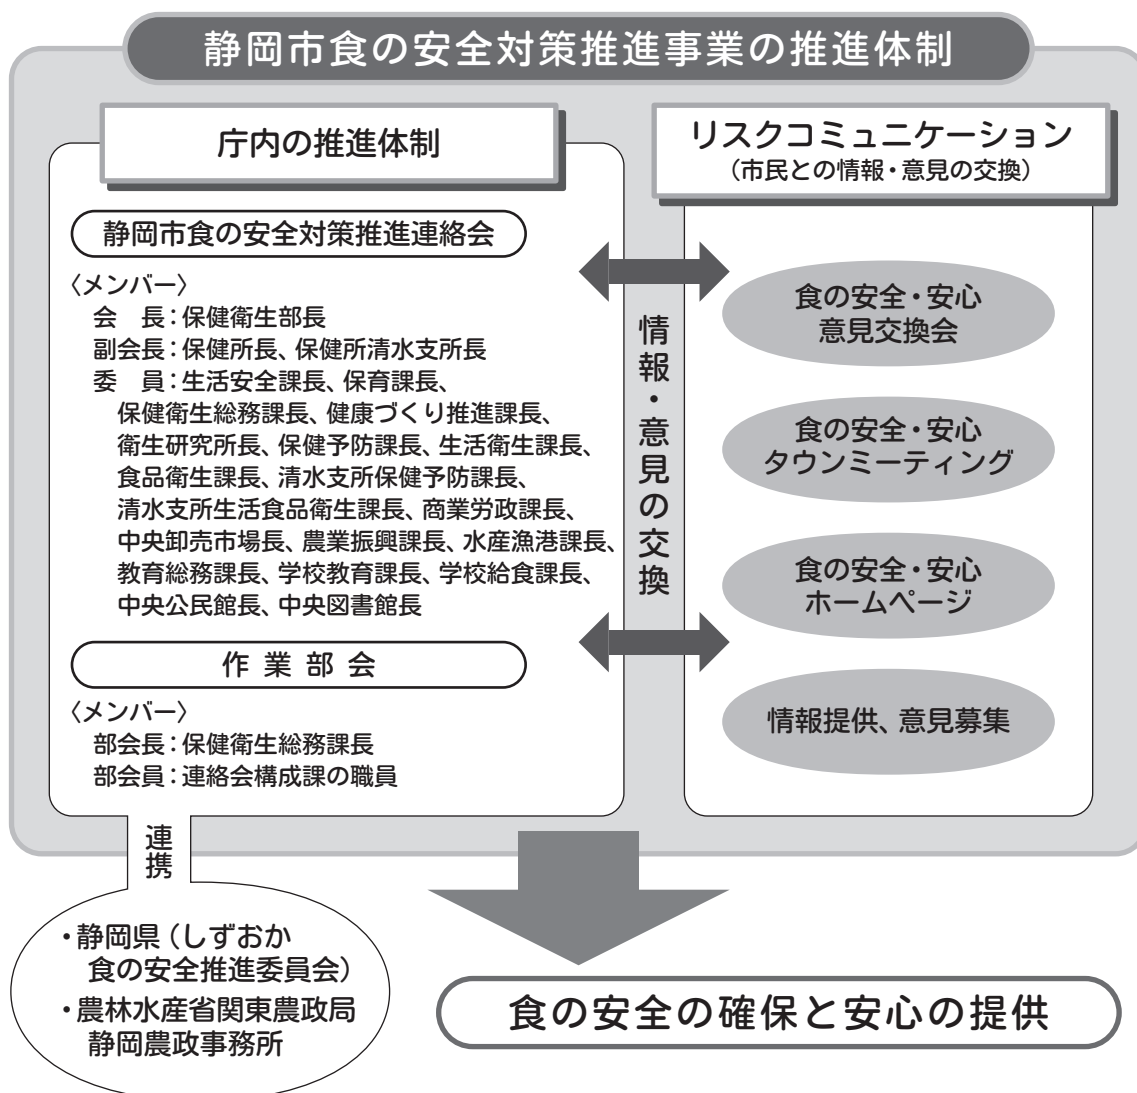 静岡市食の安全対策推進事業の推進体制
庁内の推進体制
静岡市食の安全対策推進連絡会
〈メンバー〉
会　長：保健衛生部長
副会長：保健所長、保健所清水支所長
委　員：生活安全課長、保育課長、
保健衛生総務課長、健康づくり推進課長、
衛生研究所長、保健予防課長、生活衛生課長、
食品衛生課長、清水支所保健予防課長、
清水支所生活食品衛生課長、商業労政課長、
中央卸売市場長、農業振興課長、水産漁港課長、
教育総務課長、学校教育課長、学校給食課長、
中央公民館長、中央図書館長
作業部会
〈メンバー〉
部会長：保健衛生総務課長
部会員：連絡会構成課の職員
情報・意見の交換
リスクコミュニケーション
（市民との情報・意見の交換）
食の安全・安心
意見交換会
食の安全・安心
タウンミーティング
食の安全・安心
ホームページ
情報提供、意見募集
連携
・静岡県（しずおか
食の安全推進委員会）
・農林水産省関東農政局
静岡農政事務所
食の安全の確保と安心の提供